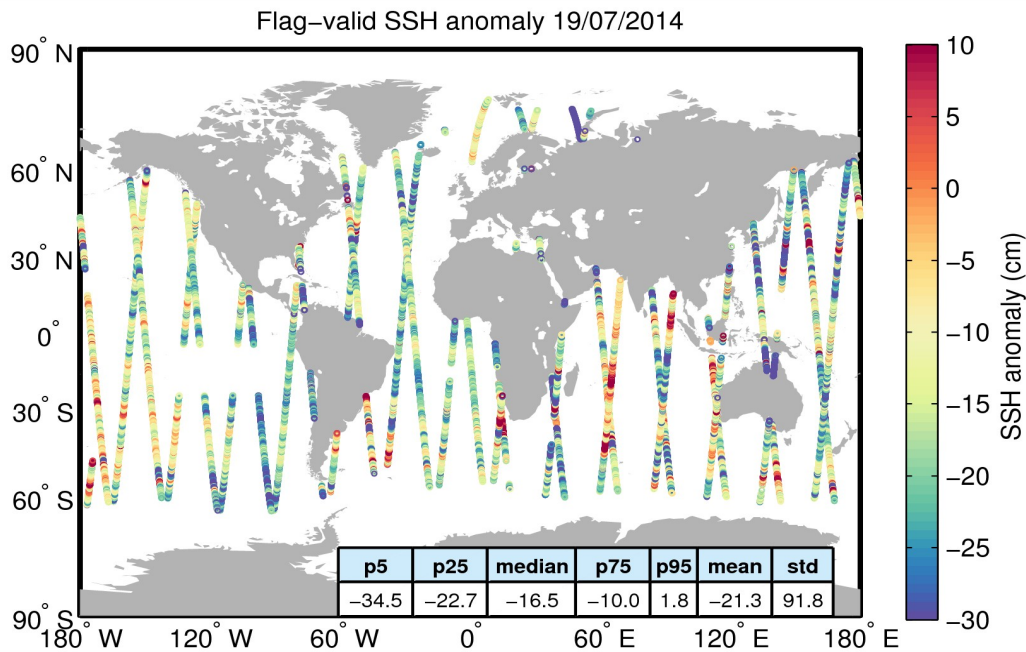 Flag−valid SSH anomaly 19/07/2014
90° N
60° N
30° N
0°
30° S
60° S
90° S
180° W 120° W 60° W 0° 60° E 120° E 180° E
p5 p25 median p75 p95 mean std
−34.5 −22.7 −16.5 −10.0 1.8 −21.3 91.8
10
5
0
−5
−10
−15
−20
−25
−30
SSH anomaly (cm)